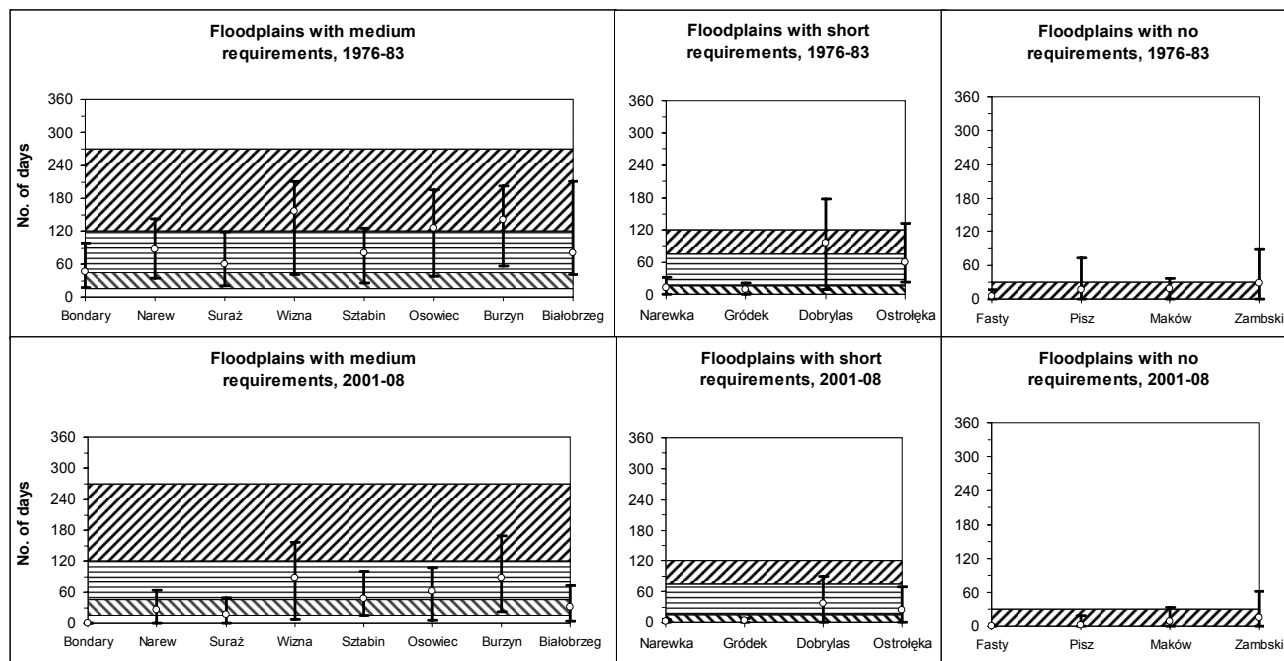 Floodplains with medium
requirements, 1976-83
No. of days
360
300
240
180
120
60
0
Bondary Narew Suraż Wizna Sztabin Osowiec Burzyn Białobrzeg
Floodplains with short
requirements, 1976-83
360
300
240
180
120
60
0
Narewka Gródek Dobrylas Ostrołęka
Floodplains with no
requirements, 1976-83
360
300
240
180
120
60
0
Fasty Pisz Maków Zambski
Floodplains with medium
requirements, 2001-08
No. of days
360
300
240
180
120
60
0
Bondary Narew Suraż Wizna Sztabin Osowiec Burzyn Białobrzeg
Floodplains with short
requirements, 2001-08
360
300
240
180
120
60
0
Narewka Gródek Dobrylas Ostrołęka
Floodplains with no
requirements, 2001-08
360
300
240
180
120
60
0
Fasty Pisz Maków Zambski